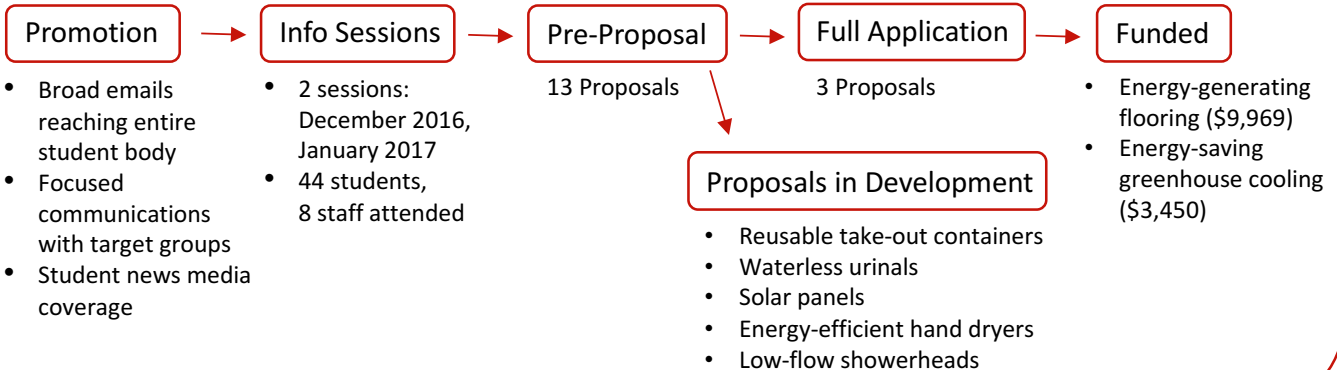 Promotion
Info Sessions
Pre-Proposal
Full Application
Funded
• Broad emails
reaching entire
student body
• Focused
communications
with target groups
• Student news media
coverage
• 2 sessions:
December 2016,
January 2017
• 44 students,
8 staff attended
13 Proposals
3 Proposals
• Energy-generating
flooring ($9,969)
• Energy-saving
greenhouse cooling
($3,450)
Proposals in Development
• Reusable take-out containers
• Waterless urinals
• Solar panels
• Energy-efficient hand dryers
• Low-flow showerheads